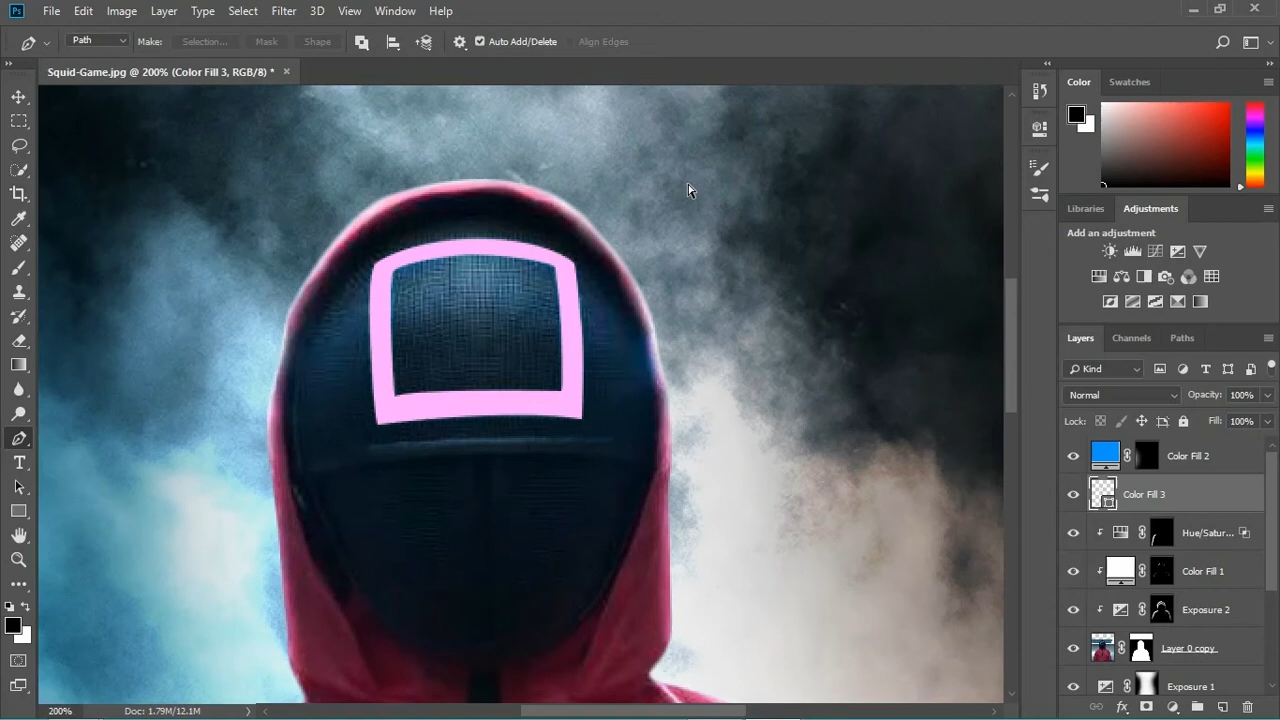 Ps File Edit Image Layer Type Select Filter 3D View Window Help
Path Make: Selection... Mask Shape Auto Add/Delete Align Edges
Squid-Game.jpg @ 200% (Color Fill 3, RGB/8) *
Color Swatches
Libraries Adjustments
Add an adjustment
Layers Channels Paths
Kind
Normal Opacity: 100%
Lock: Fill: 100%
Color Fill 2
Color Fill 3
Hue/Satur...
Color Fill 1
Exposure 2
Layer 0 copy
Exposure 1
200% Doc: 1.79M/12.1M